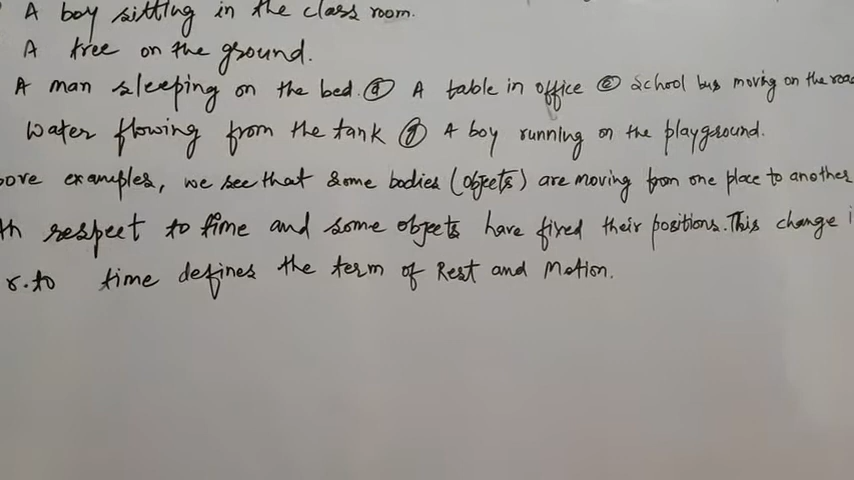 A boy sitting in the class room.
A tree on the ground.
A man sleeping on the bed. (d) A table in office (e) School bus moving on the road
Water flowing from the tank (g) A boy running on the playground.
above examples, we see that some bodies (objects) are moving from one place to another
th respect to time and some objects have fixed their positions. This change i
r. to time defines the term of Rest and Motion.